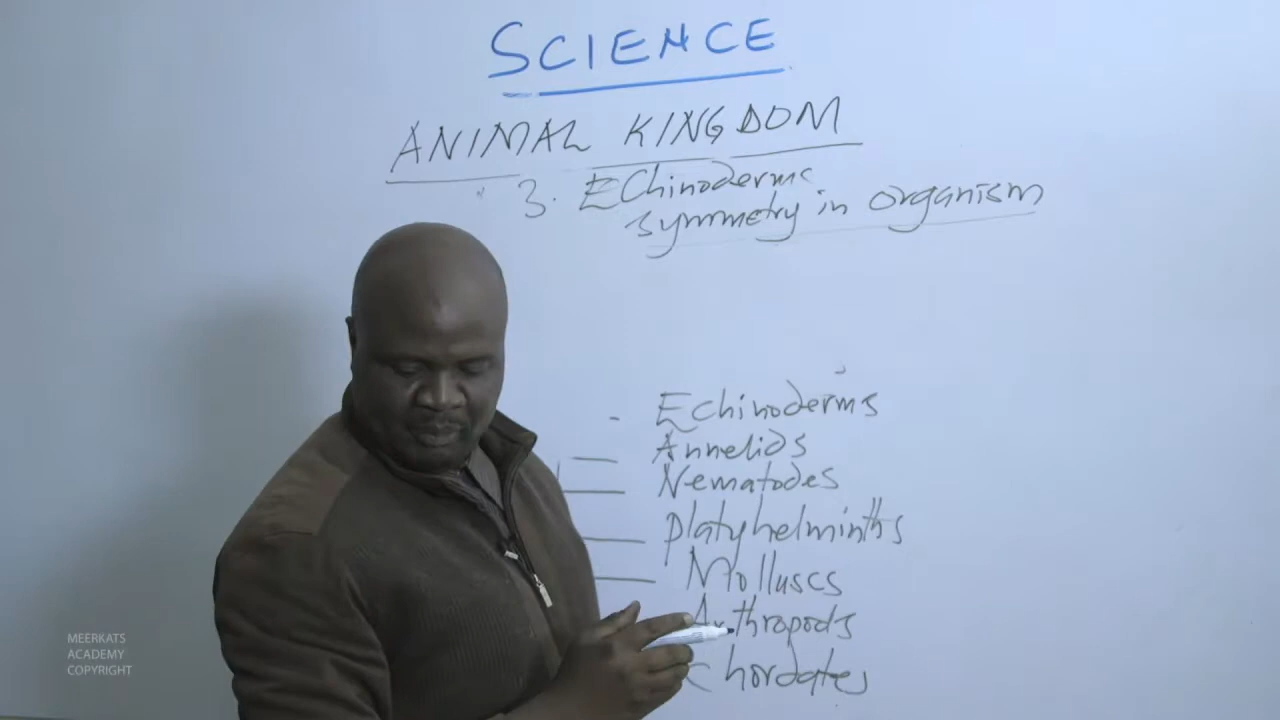 SCIENCE
ANIMAL KINGDOM
3. Echinoderms
symmetry in organism
- Echinoderms
- Annelids
- Nematodes
- Platyhelminths
- Molluscs
Arthropods
Chordates
MEERKATS
ACADEMY
COPYRIGHT